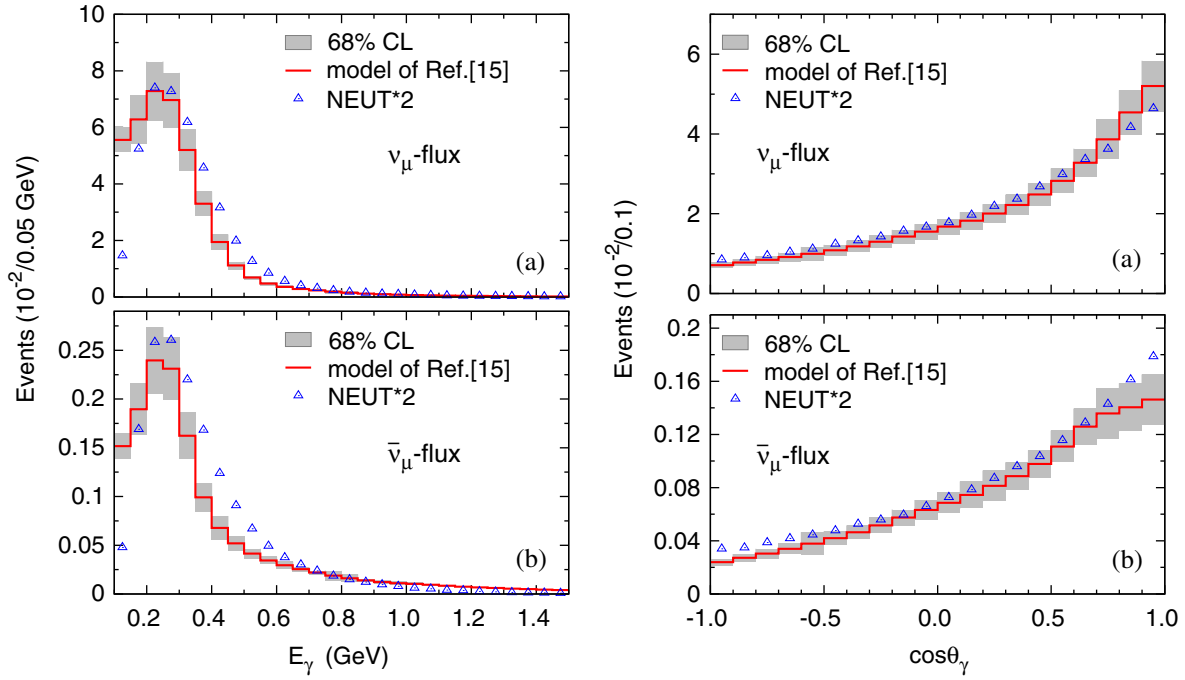 10
8
6
4
2
0
68% CL
model of Ref.[15]
NEUT*2
νμ-flux
(a)
Events (10⁻²/0.05 GeV)
0.25
0.2
0.15
0.1
0.05
0
68% CL
model of Ref.[15]
NEUT*2
ν̄μ-flux
(b)
0.2 0.4 0.6 0.8 1.0 1.2 1.4
Eγ (GeV)
6
4
2
0
68% CL
model of Ref.[15]
NEUT*2
νμ-flux
(a)
Events (10⁻²/0.1)
0.2
0.16
0.12
0.08
0.04
0
68% CL
model of Ref.[15]
NEUT*2
ν̄μ-flux
(b)
-1.0 -0.5 0.0 0.5 1.0
cosθγ